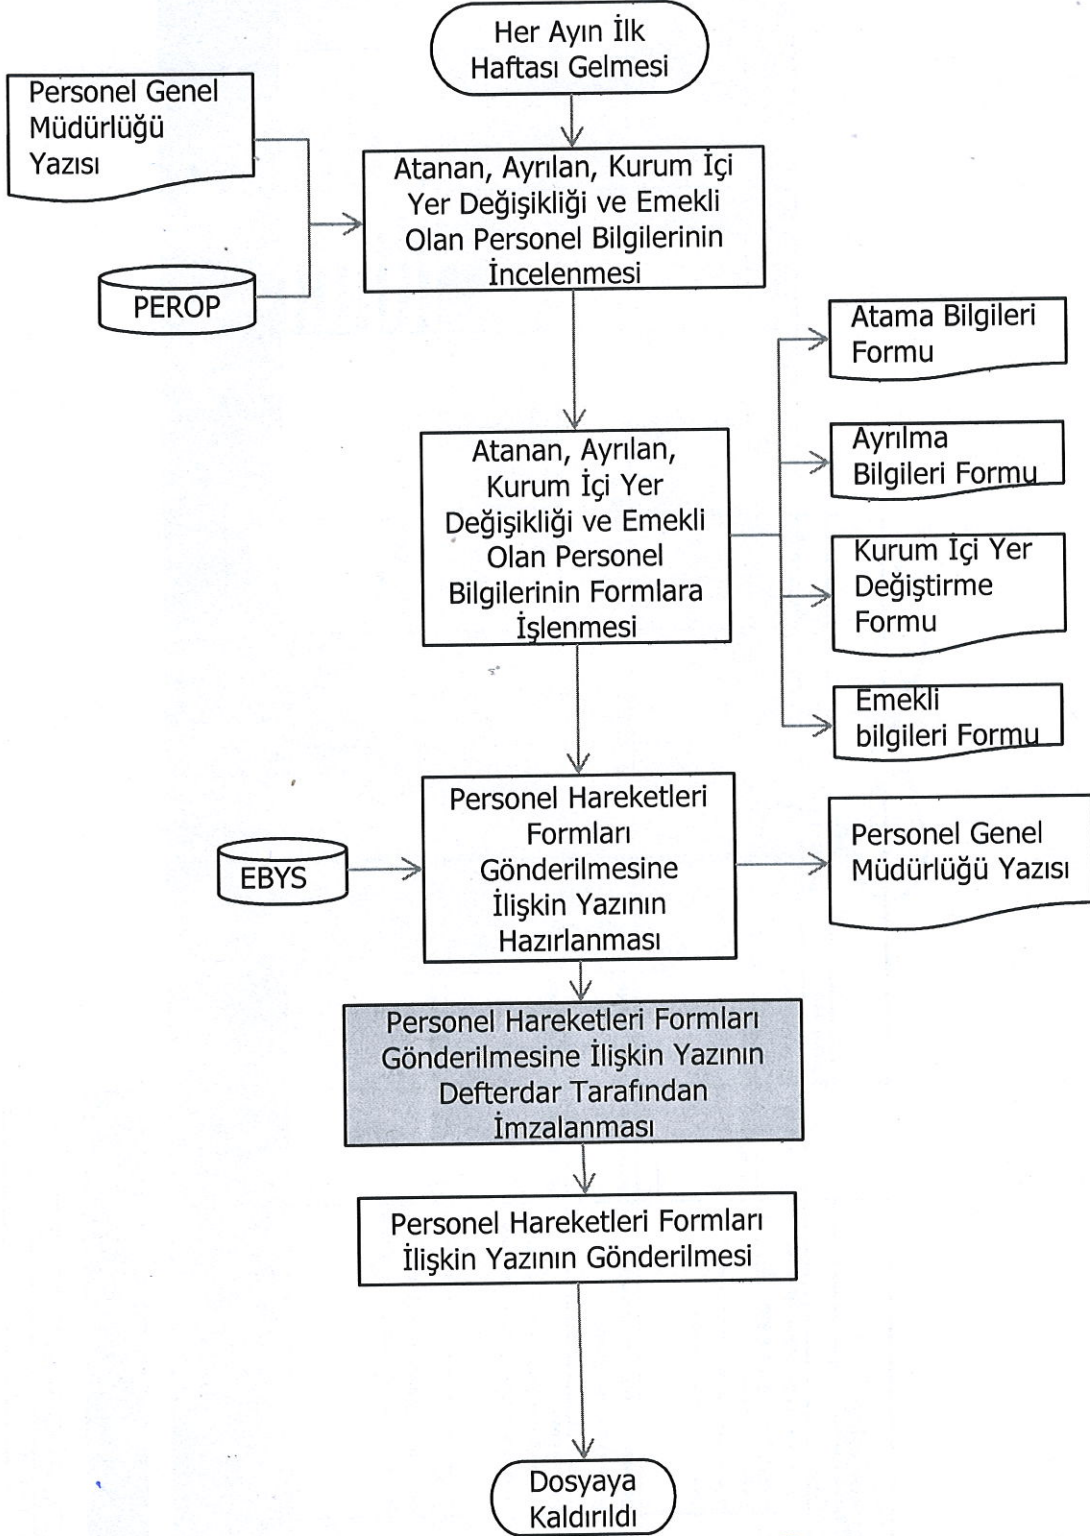 Her Ayın İlk
Haftası Gelmesi
Personel Genel
Müdürlüğü
Yazısı
PEROP
Atanan, Ayrılan, Kurum İçi
Yer Değişikliği ve Emekli
Olan Personel Bilgilerinin
İncelenmesi
Atanan, Ayrılan,
Kurum İçi Yer
Değişikliği ve Emekli
Olan Personel
Bilgilerinin Formlara
İşlenmesi
Atama Bilgileri
Formu
Ayrılma
Bilgileri Formu
Kurum İçi Yer
Değiştirme
Formu
Emekli
bilgileri Formu
EBYS
Personel Hareketleri
Formları
Gönderilmesine
İlişkin Yazının
Hazırlanması
Personel Genel
Müdürlüğü Yazısı
Personel Hareketleri Formları
Gönderilmesine İlişkin Yazının
Defterdar Tarafından
İmzalanması
Personel Hareketleri Formları
İlişkin Yazının Gönderilmesi
Dosyaya
Kaldırıldı